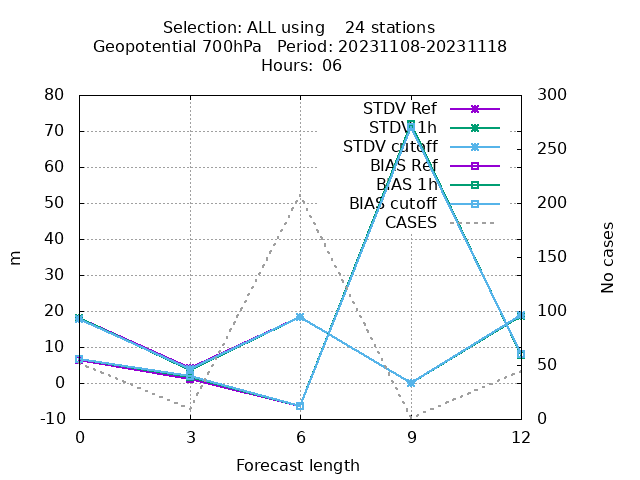 Selection: ALL using    24 stations
Geopotential 700hPa   Period: 20231108-20231118
Hours:  06
80
70
60
50
40
30
20
10
0
-10
m
300
250
200
150
100
50
0
No cases
STDV Ref
STDV 1h
STDV cutoff
BIAS Ref
BIAS 1h
BIAS cutoff
CASES
0 3 6 9 12
Forecast length